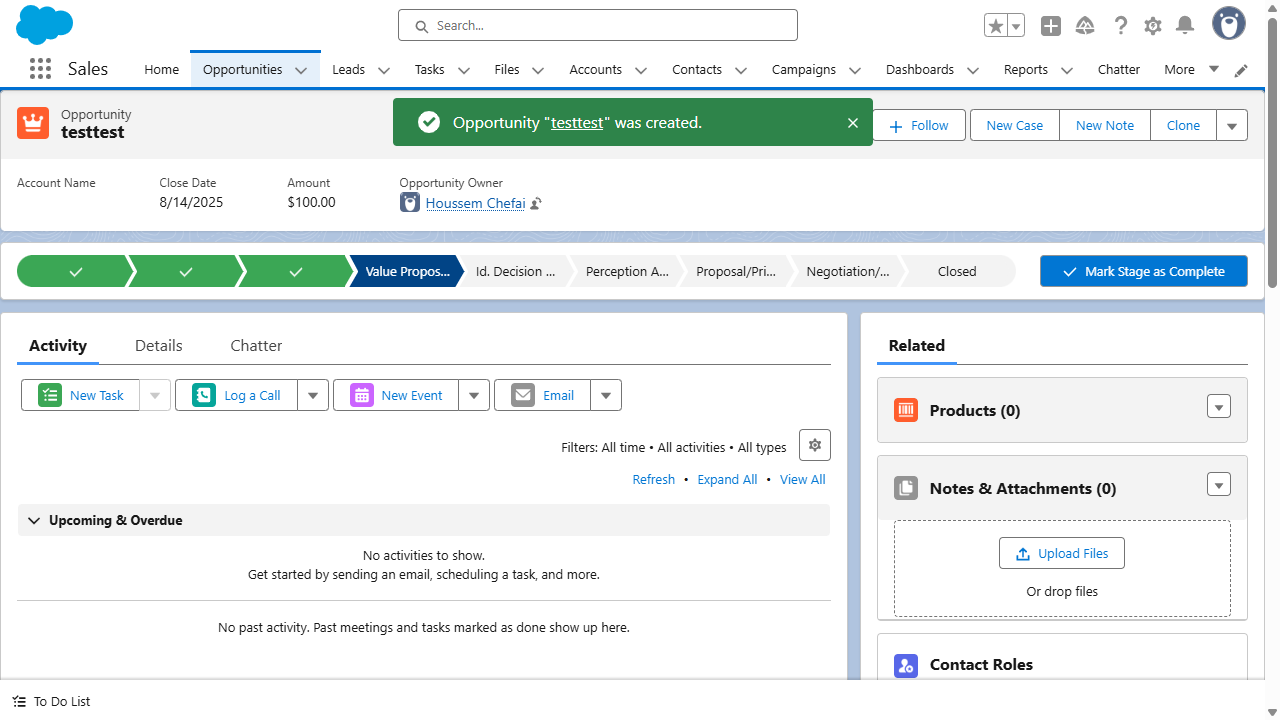 Search...
Sales
Home
Opportunities
Leads
Tasks
Files
Accounts
Contacts
Campaigns
Dashboards
Reports
Chatter
More
Opportunity
testtest
Opportunity "testtest" was created.
Follow
New Case
New Note
Clone
Account Name
Close Date
8/14/2025
Amount
$100.00
Opportunity Owner
Houssem Chefai
Value Propos...
Id. Decision ...
Perception A...
Proposal/Pri...
Negotiation/...
Closed
Mark Stage as Complete
Activity
Details
Chatter
New Task
Log a Call
New Event
Email
Filters: All time • All activities • All types
Refresh • Expand All • View All
Upcoming & Overdue
No activities to show.
Get started by sending an email, scheduling a task, and more.
No past activity. Past meetings and tasks marked as done show up here.
Related
Products (0)
Notes & Attachments (0)
Upload Files
Or drop files
Contact Roles
To Do List